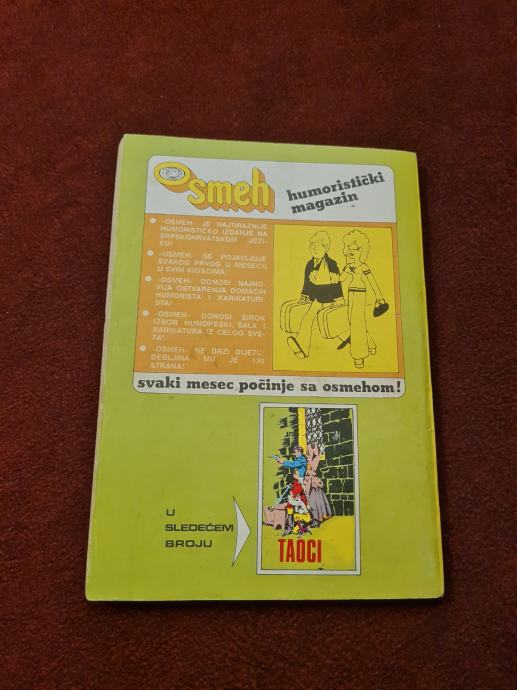 Osmeh
humoristički
magazin
-OSMEH- JE NAJTIRAŽNIJE
HUMORISTIČKO IZDANJE NA
SRPSKOHRVATSKOM JEZI-
KU!
-OSMEH- SE POJAVLJUJE
SVAKOG PRVOG U MESECU
U SVIM KIOSCIMA!
-OSMEH- DONOSI NAJNO-
VIJA OSTVARENJA DOMAĆIH
HUMORISTA I KARIKATURI-
STA!
-OSMEH- DONOSI ŠIROK
IZBOR HUMORESKI, ŠALA I
KARIKATURA IZ CELOG SVE-
TA!
-OSMEH- NE DRŽI DIJETU:
DEBLJINA MU JE 130
STRANA!
svaki mesec počinje sa osmehom!
U
SLEDEĆEM
BROJU
TAOCI